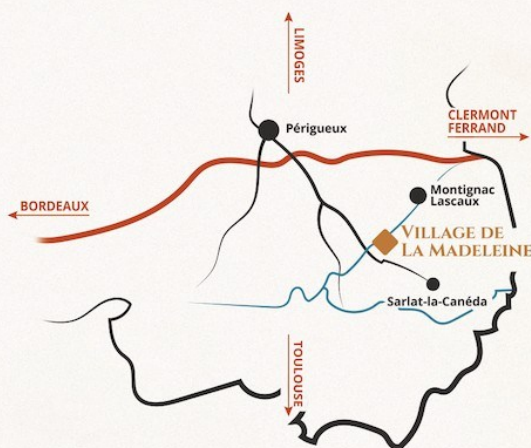 LIMOGES
CLERMONT
FERRAND
Périgueux
Montignac
Lascaux
BORDEAUX
VILLAGE DE
LA MADELEINE
Sarlat-la-Canéda
TOULOUSE